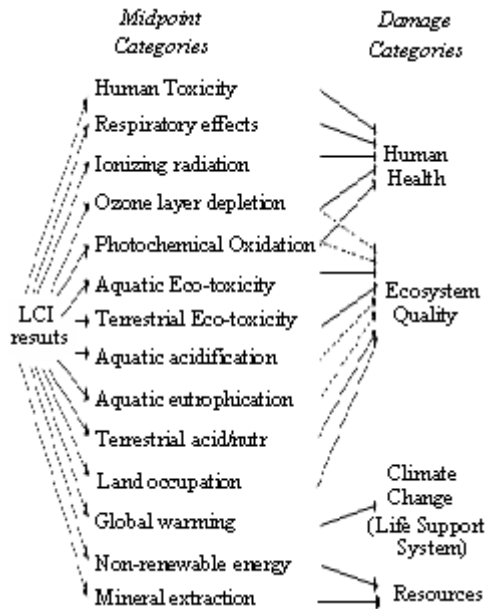 Midpoint
Categories
Damage
Categories
Human Toxicity
Respiratory effects
Ionizing radiation
Ozone layer depletion
Photochemical Oxidation
Aquatic Eco-toxicity
Terrestrial Eco-toxicity
Aquatic acidification
Aquatic eutrophication
Terrestrial acid/nutr
Land occupation
Global warming
Non-renewable energy
Mineral extraction
LCI
results
Human
Health
Ecosystem
Quality
Climate
Change
(Life Support
System)
Resources